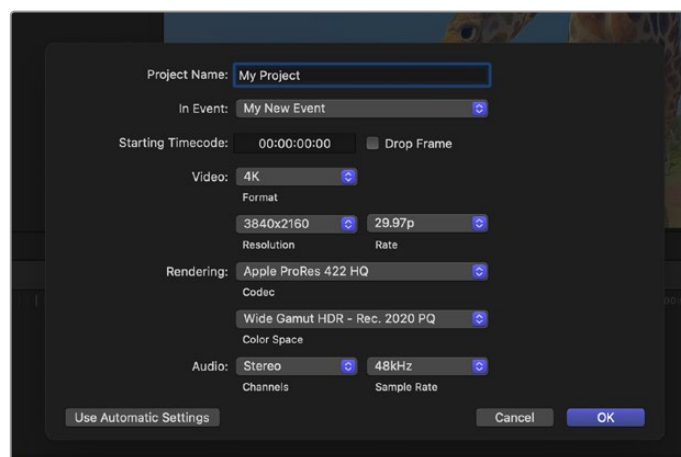 Project Name: My Project
In Event: My New Event
Starting Timecode: 00:00:00:00 Drop Frame
Video: 4K
Format
3840x2160 29.97p
Resolution Rate
Rendering: Apple ProRes 422 HQ
Codec
Wide Gamut HDR - Rec. 2020 PQ
Color Space
Audio: Stereo 48kHz
Channels Sample Rate
Use Automatic Settings Cancel OK